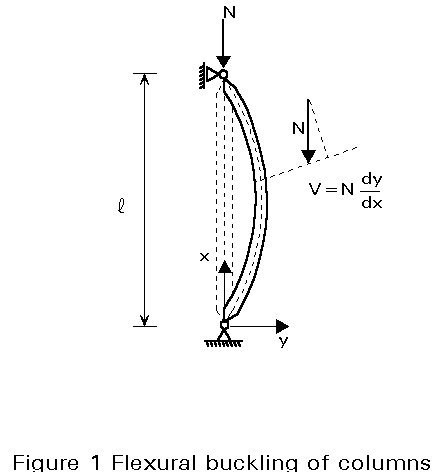 N
N
V = N dy/dx
ℓ
x
y
Figure 1 Flexural buckling of columns